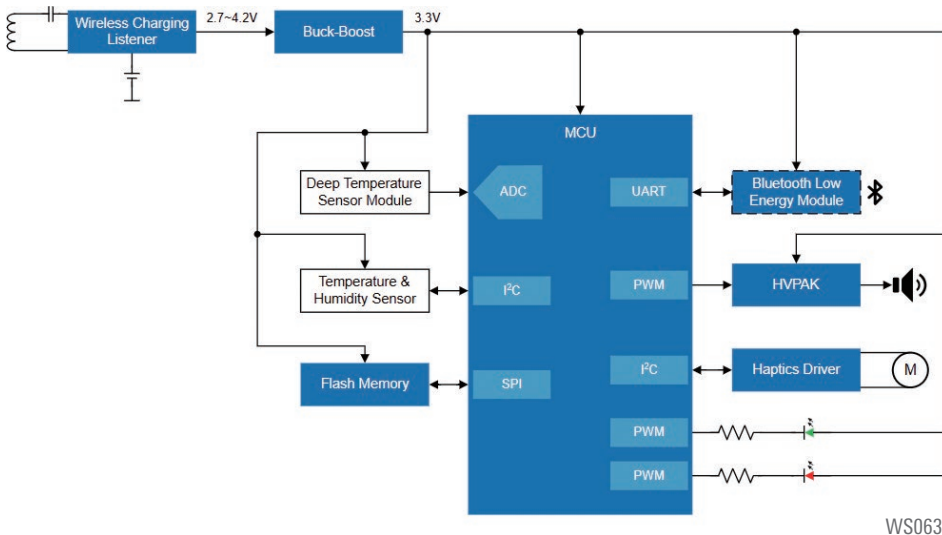 Wireless Charging
Listener
2.7~4.2V
Buck-Boost
3.3V
MCU
Deep Temperature
Sensor Module
ADC
UART
Bluetooth Low
Energy Module
Temperature &
Humidity Sensor
I²C
PWM
HVPAK
Flash Memory
SPI
I²C
Haptics Driver
M
PWM
PWM
WS063